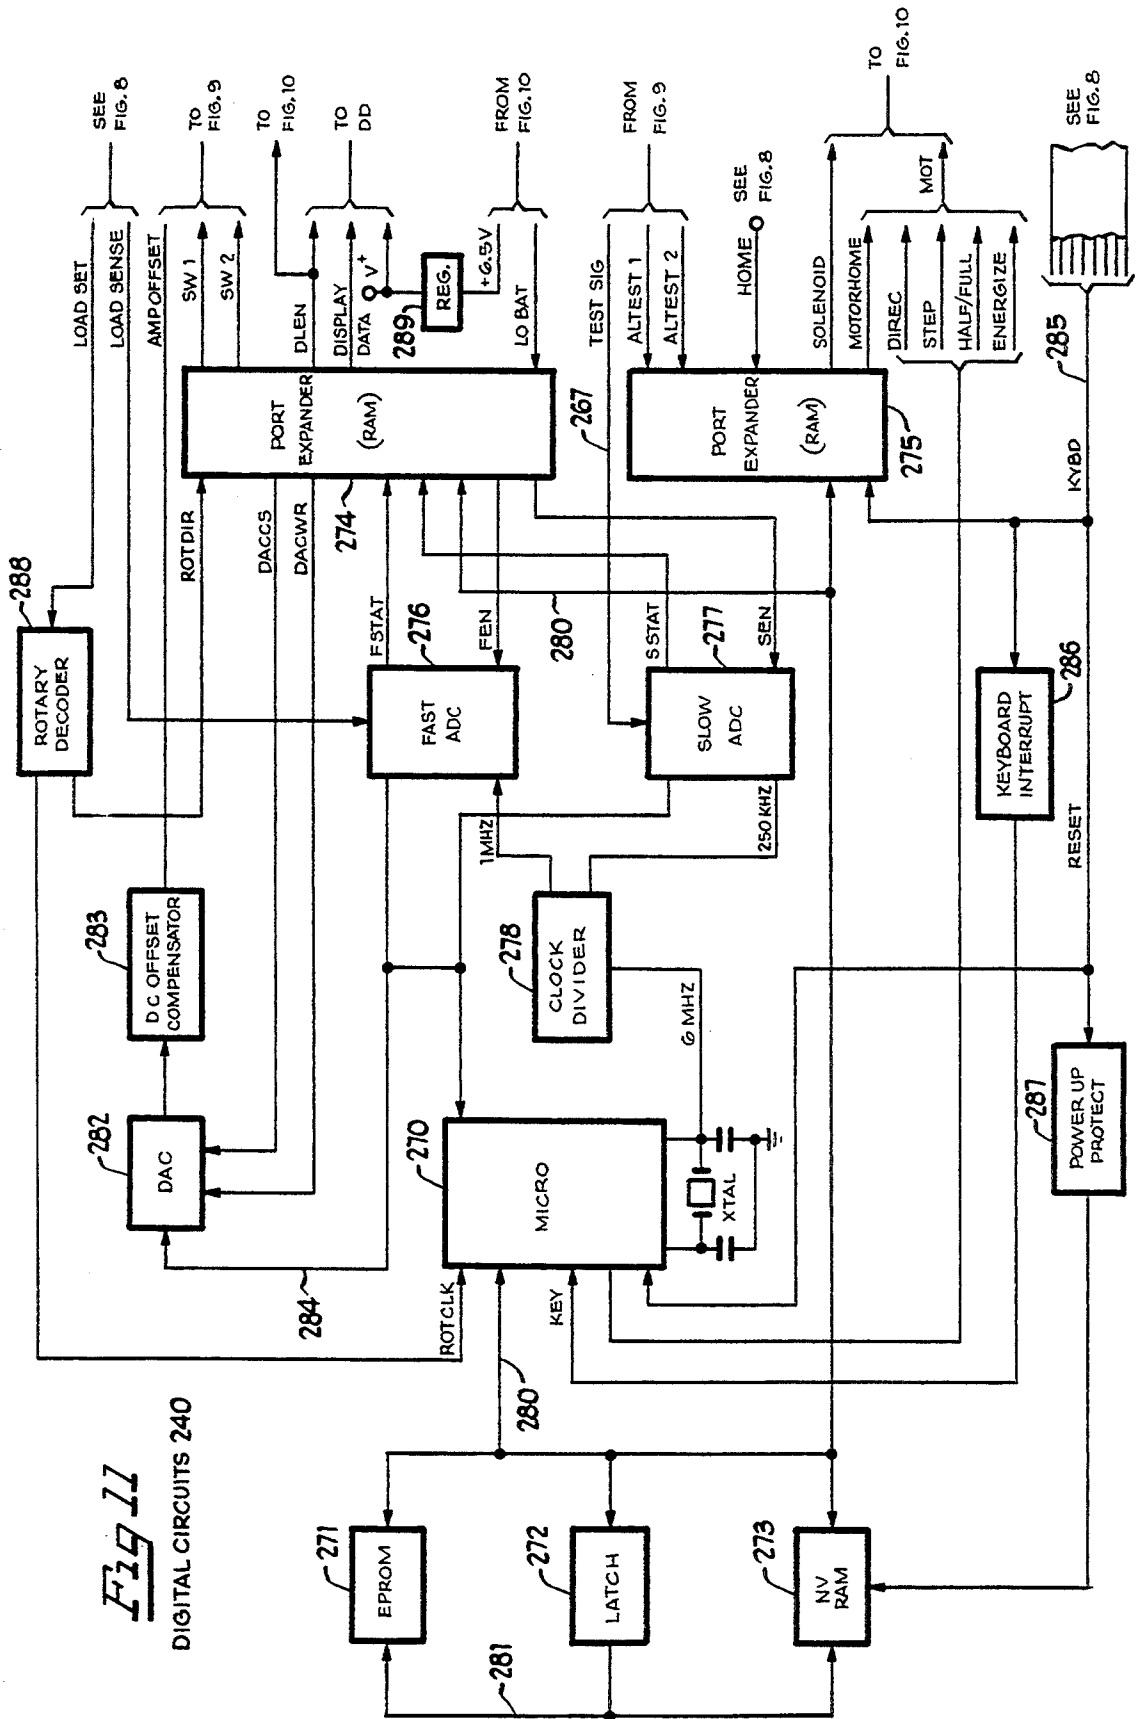 Fig 11
DIGITAL CIRCUITS 240
SEE
FIG. 8
TO
FIG. 9
TO
FIG. 10
TO
DD
FROM
FIG. 10
FROM
FIG. 9
SEE
FIG. 8
TO
FIG. 10
SEE
FIG. 8
LOAD SET
LOAD SENSE
AMPOFFSET
SW 1
SW 2
DLEN
DISPLAY
DATA
V+
REG.
289
+6.5V
LO BAT
TEST SIG
ALTEST 1
ALTEST 2
HOME
SOLENOID
MOTORHOME
DIREC
STEP
HALF/FULL
ENERGIZE
MOT
285
KYBD
288
ROTARY
DECODER
ROTDIR
DACCS
DACWR
274
PORT
EXPANDER
(RAM)
267
PORT
EXPANDER
(RAM)
275
FSTAT
276
FAST
ADC
FEN
280
SSTAT
277
SLOW
ADC
SEN
286
KEYBOARD
INTERRUPT
283
DC OFFSET
COMPENSATOR
1MHZ
250 KHZ
278
CLOCK
DIVIDER
6 MHZ
RESET
282
DAC
284
270
MICRO
XTAL
287
POWER UP
PROTECT
ROTCLK
280
KEY
271
EPROM
272
LATCH
273
NV
RAM
281